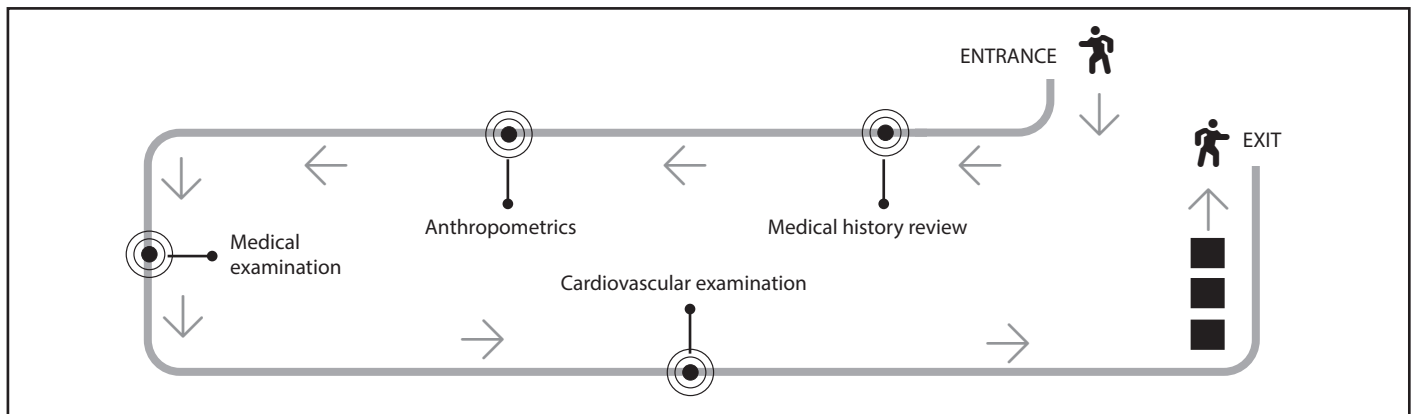 ENTRANCE
EXIT
Anthropometrics
Medical history review
Medical
examination
Cardiovascular examination